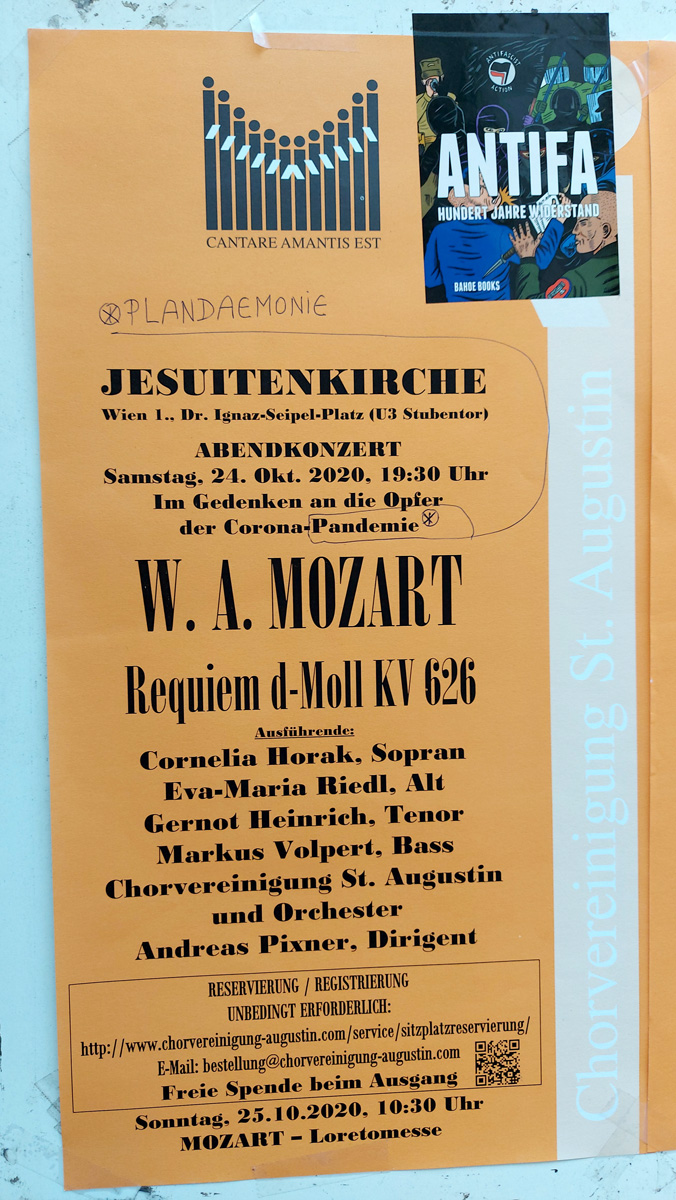 CANTARE AMANTIS EST
ANTIFASCIST
ACTION
ANTIFA
HUNDERT JAHRE WIDERSTAND
BAHOE BOOKS
PLANDAEMONIE
JESUITENKIRCHE
Wien 1., Dr. Ignaz-Seipel-Platz (U3 Stubentor)
ABENDKONZERT
Samstag, 24. Okt. 2020, 19:30 Uhr
Im Gedenken an die Opfer
der Corona-Pandemie
W. A. MOZART
Requiem d-Moll KV 626
Ausführende:
Cornelia Horak, Sopran
Eva-Maria Riedl, Alt
Gernot Heinrich, Tenor
Markus Volpert, Bass
Chorvereinigung St. Augustin
und Orchester
Andreas Pixner, Dirigent
RESERVIERUNG / REGISTRIERUNG
UNBEDINGT ERFORDERLICH:
http://www.chorvereinigung-augustin.com/service/sitzplatzreservierung/
E-Mail: bestellung@chorvereinigung-augustin.com
Freie Spende beim Ausgang
Sonntag, 25.10.2020, 10:30 Uhr
MOZART – Loretomesse
Chorvereinigung St. Augustin